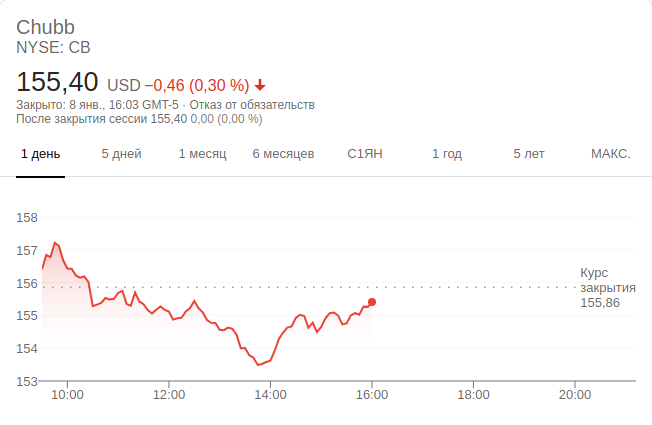 Chubb
NYSE: CB
155,40 USD −0,46 (0,30 %)
Закрыто: 8 янв., 16:03 GMT-5 · Отказ от обязательств
После закрытия сессии 155,40 0,00 (0,00 %)
1 день 5 дней 1 месяц 6 месяцев С1ЯН 1 год 5 лет МАКС.
158
157
156
155
154
153
Курс
закрытия
155,86
10:00 12:00 14:00 16:00 18:00 20:00